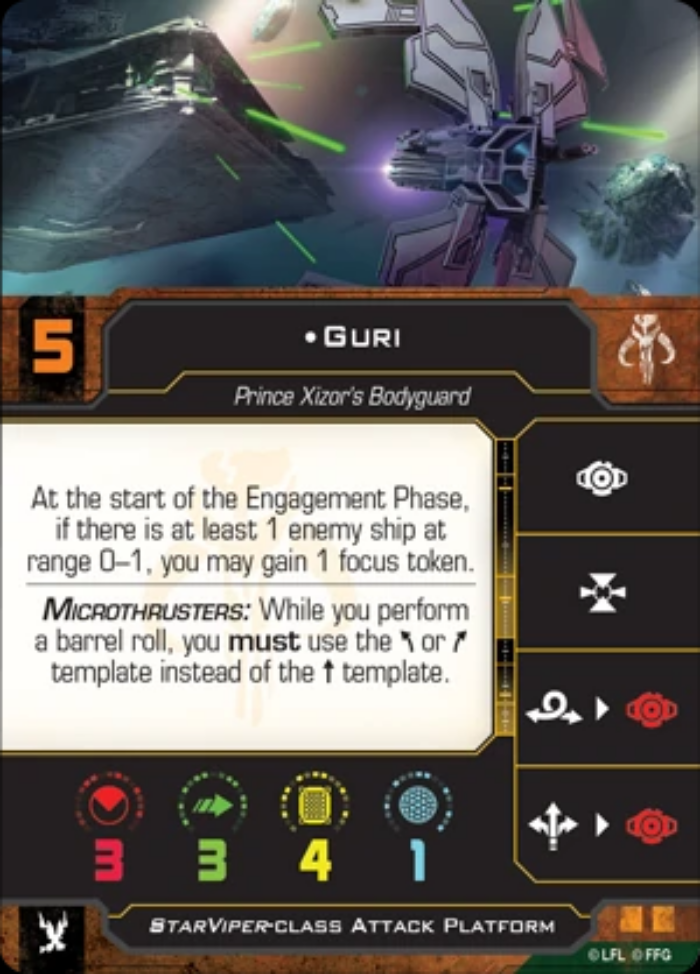 5
•Guri
Prince Xizor's Bodyguard
At the start of the Engagement Phase,
if there is at least 1 enemy ship at
range 0–1, you may gain 1 focus token.
Microthrusters: While you perform
a barrel roll, you must use the ↰ or ↱
template instead of the ↑ template.
3 3 4 1
StarViper-class Attack Platform
©LFL ©FFG